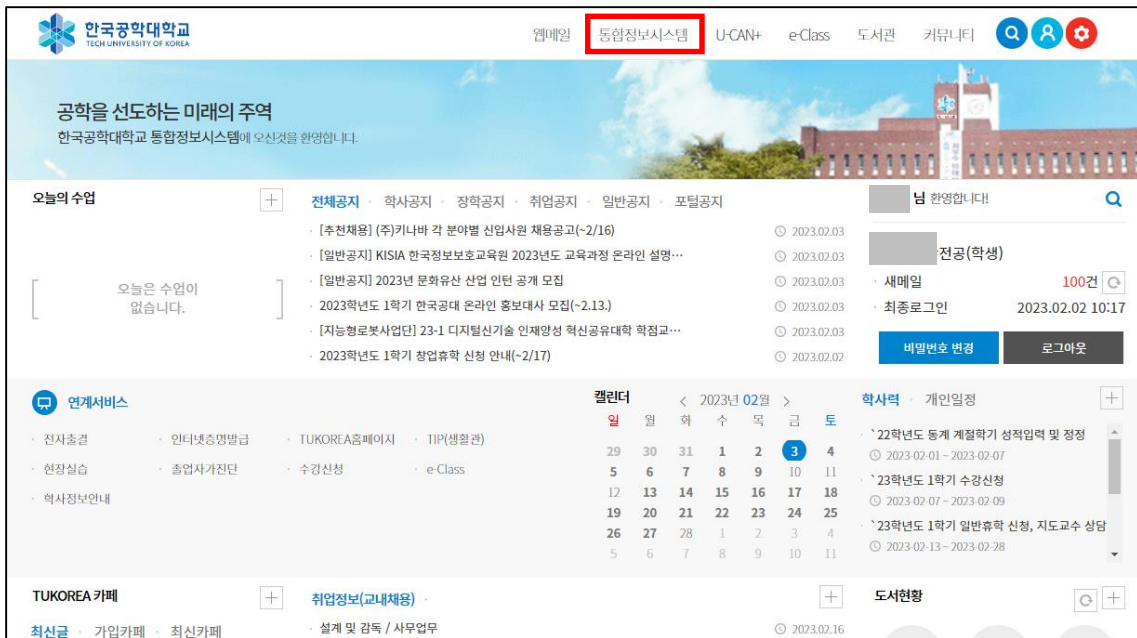 한국공학대학교
TECH UNIVERSITY OF KOREA
웹메일 통합정보시스템 U-CAN+ e-Class 도서관 커뮤니티
공학을 선도하는 미래의 주역
한국공학대학교 통합정보시스템에 오신것을 환영합니다.
오늘의 수업
오늘은 수업이
없습니다.
전체공지 · 학사공지 · 장학공지 · 취업공지 · 일반공지 · 포털공지
· [추천채용] (주)키나바 각 분야별 신입사원 채용공고(~2/16) 2023.02.03
· [일반공지] KISIA 한국정보보호교육원 2023년도 교육과정 온라인 설명… 2023.02.03
· [일반공지] 2023년 문화유산 산업 인턴 공개 모집 2023.02.03
· 2023학년도 1학기 한국공대 온라인 홍보대사 모집(~2.13.) 2023.02.03
· [지능형로봇사업단] 23-1 디지털신기술 인재양성 혁신공유대학 학점교… 2023.02.03
· 2023학년도 1학기 창업휴학 신청 안내(~2/17) 2023.02.02
님 환영합니다!
전공(학생)
· 새메일 100건
· 최종로그인 2023.02.02 10:17
비밀번호 변경 로그아웃
연계서비스
· 전자출결 · 인터넷증명발급 · TUKOREA홈페이지 · TIP(생활관)
· 현장실습 · 졸업자가진단 · 수강신청 · e-Class
· 학사정보안내
캘린더 < 2023년 02월 >
일 월 화 수 목 금 토
29 30 31 1 2 3 4
5 6 7 8 9 10 11
12 13 14 15 16 17 18
19 20 21 22 23 24 25
26 27 28 1 2 3 4
5 6 7 8 9 10 11
학사력 · 개인일정
· `22학년도 동계 계절학기 성적입력 및 정정
2023-02-01 ~ 2023-02-07
· `23학년도 1학기 수강신청
2023-02-07 ~ 2023-02-09
· `23학년도 1학기 일반휴학 신청, 지도교수 상담
2023-02-13 ~ 2023-02-28
TUKOREA 카페
최신글 · 가입카페 · 최신카페
취업정보(교내채용) ·
· 설계 및 감독 / 사무업무 2023.02.16
도서현황